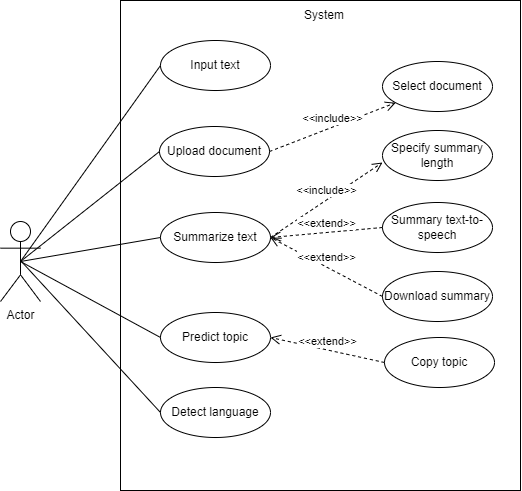 System
Input text
Select document
<<include>>
Upload document
Specify summary
length
<<include>>
Summarize text
<<extend>>
Summary text-to-
speech
<<extend>>
Download summary
Actor
Predict topic
<<extend>>
Copy topic
Detect language